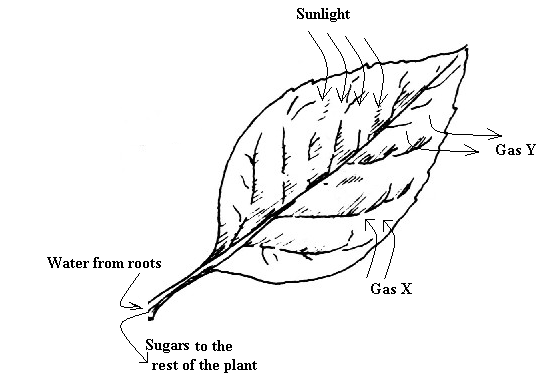 Sunlight
Gas Y
Water from roots
Gas X
Sugars to the
rest of the plant